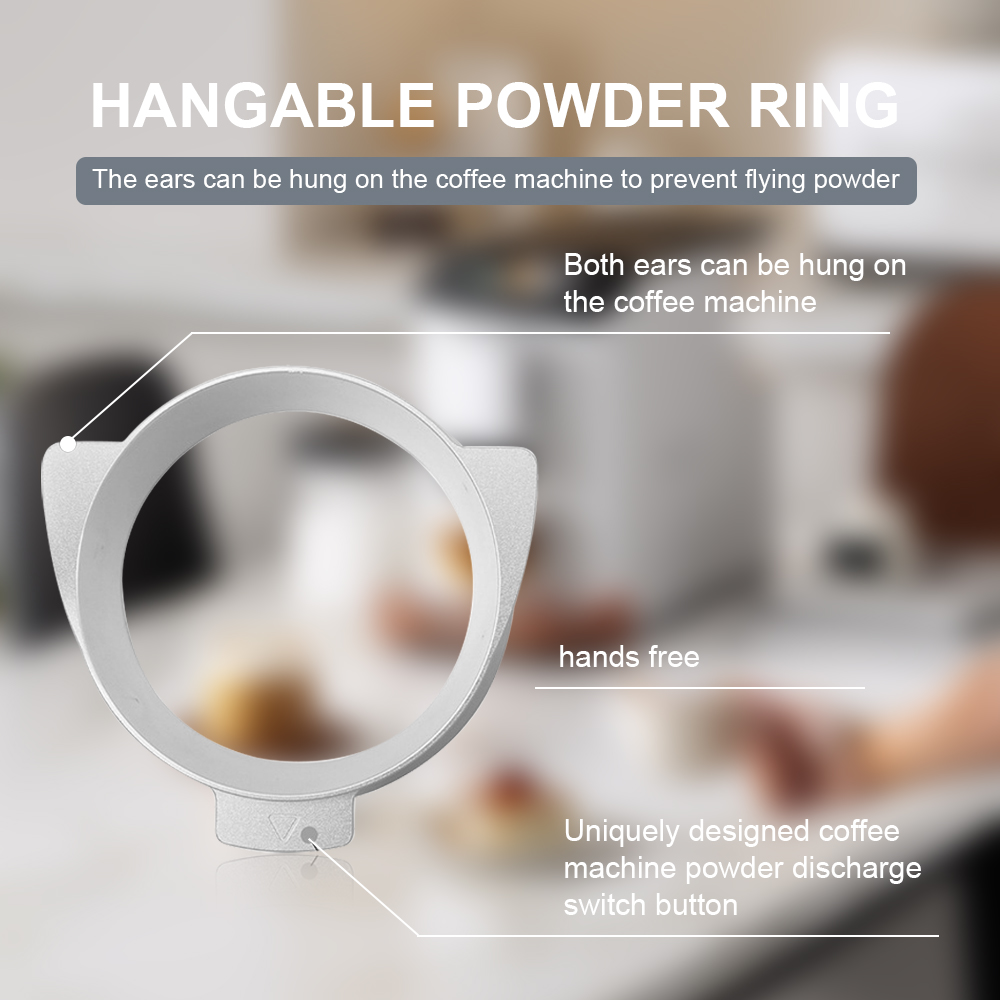 HANGABLE POWDER RING
The ears can be hung on the coffee machine to prevent flying powder
Both ears can be hung on
the coffee machine
hands free
Uniquely designed coffee
machine powder discharge
switch button